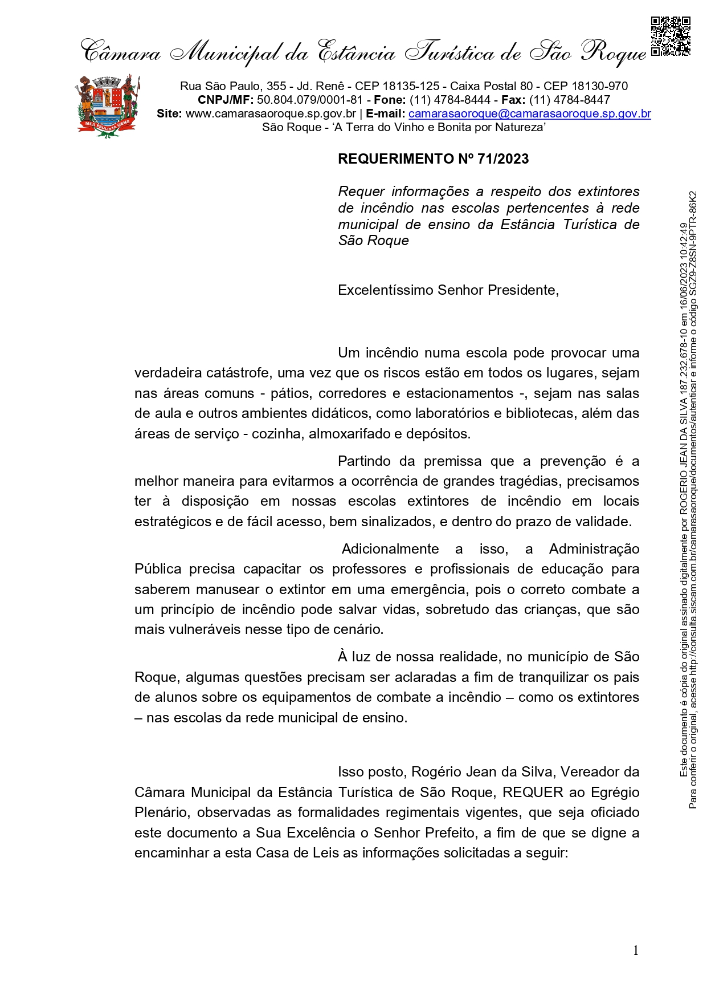 Câmara Municipal da Estância Turística de São Roque
Rua São Paulo, 355 - Jd. Renê - CEP 18135-125 - Caixa Postal 80 - CEP 18130-970
CNPJ/MF: 50.804.079/0001-81 - Fone: (11) 4784-8444 - Fax: (11) 4784-8447
Site: www.camarasaoroque.sp.gov.br | E-mail: camarasaoroque@camarasaoroque.sp.gov.br
São Roque - ‘A Terra do Vinho e Bonita por Natureza’
MEA PAULISTA GENS
REQUERIMENTO Nº 71/2023
Requer informações a respeito dos extintores
de incêndio nas escolas pertencentes à rede
municipal de ensino da Estância Turística de
São Roque
Excelentíssimo Senhor Presidente,
Um incêndio numa escola pode provocar uma
verdadeira catástrofe, uma vez que os riscos estão em todos os lugares, sejam
nas áreas comuns - pátios, corredores e estacionamentos -, sejam nas salas
de aula e outros ambientes didáticos, como laboratórios e bibliotecas, além das
áreas de serviço - cozinha, almoxarifado e depósitos.
Partindo da premissa que a prevenção é a
melhor maneira para evitarmos a ocorrência de grandes tragédias, precisamos
ter à disposição em nossas escolas extintores de incêndio em locais
estratégicos e de fácil acesso, bem sinalizados, e dentro do prazo de validade.
Adicionalmente a isso, a Administração
Pública precisa capacitar os professores e profissionais de educação para
saberem manusear o extintor em uma emergência, pois o correto combate a
um princípio de incêndio pode salvar vidas, sobretudo das crianças, que são
mais vulneráveis nesse tipo de cenário.
À luz de nossa realidade, no município de São
Roque, algumas questões precisam ser aclaradas a fim de tranquilizar os pais
de alunos sobre os equipamentos de combate a incêndio – como os extintores
– nas escolas da rede municipal de ensino.
Isso posto, Rogério Jean da Silva, Vereador da
Câmara Municipal da Estância Turística de São Roque, REQUER ao Egrégio
Plenário, observadas as formalidades regimentais vigentes, que seja oficiado
este documento a Sua Excelência o Senhor Prefeito, a fim de que se digne a
encaminhar a esta Casa de Leis as informações solicitadas a seguir:
1
Este documento é cópia do original assinado digitalmente por ROGERIO JEAN DA SILVA 187.232.678-10 em 16/06/2023 10:42:49
Para conferir o original, acesse http://consulta.siscam.com.br/camarasaoroque/documentos/autenticar e informe o código SGZ9-Z8SN-9PTR-86K2